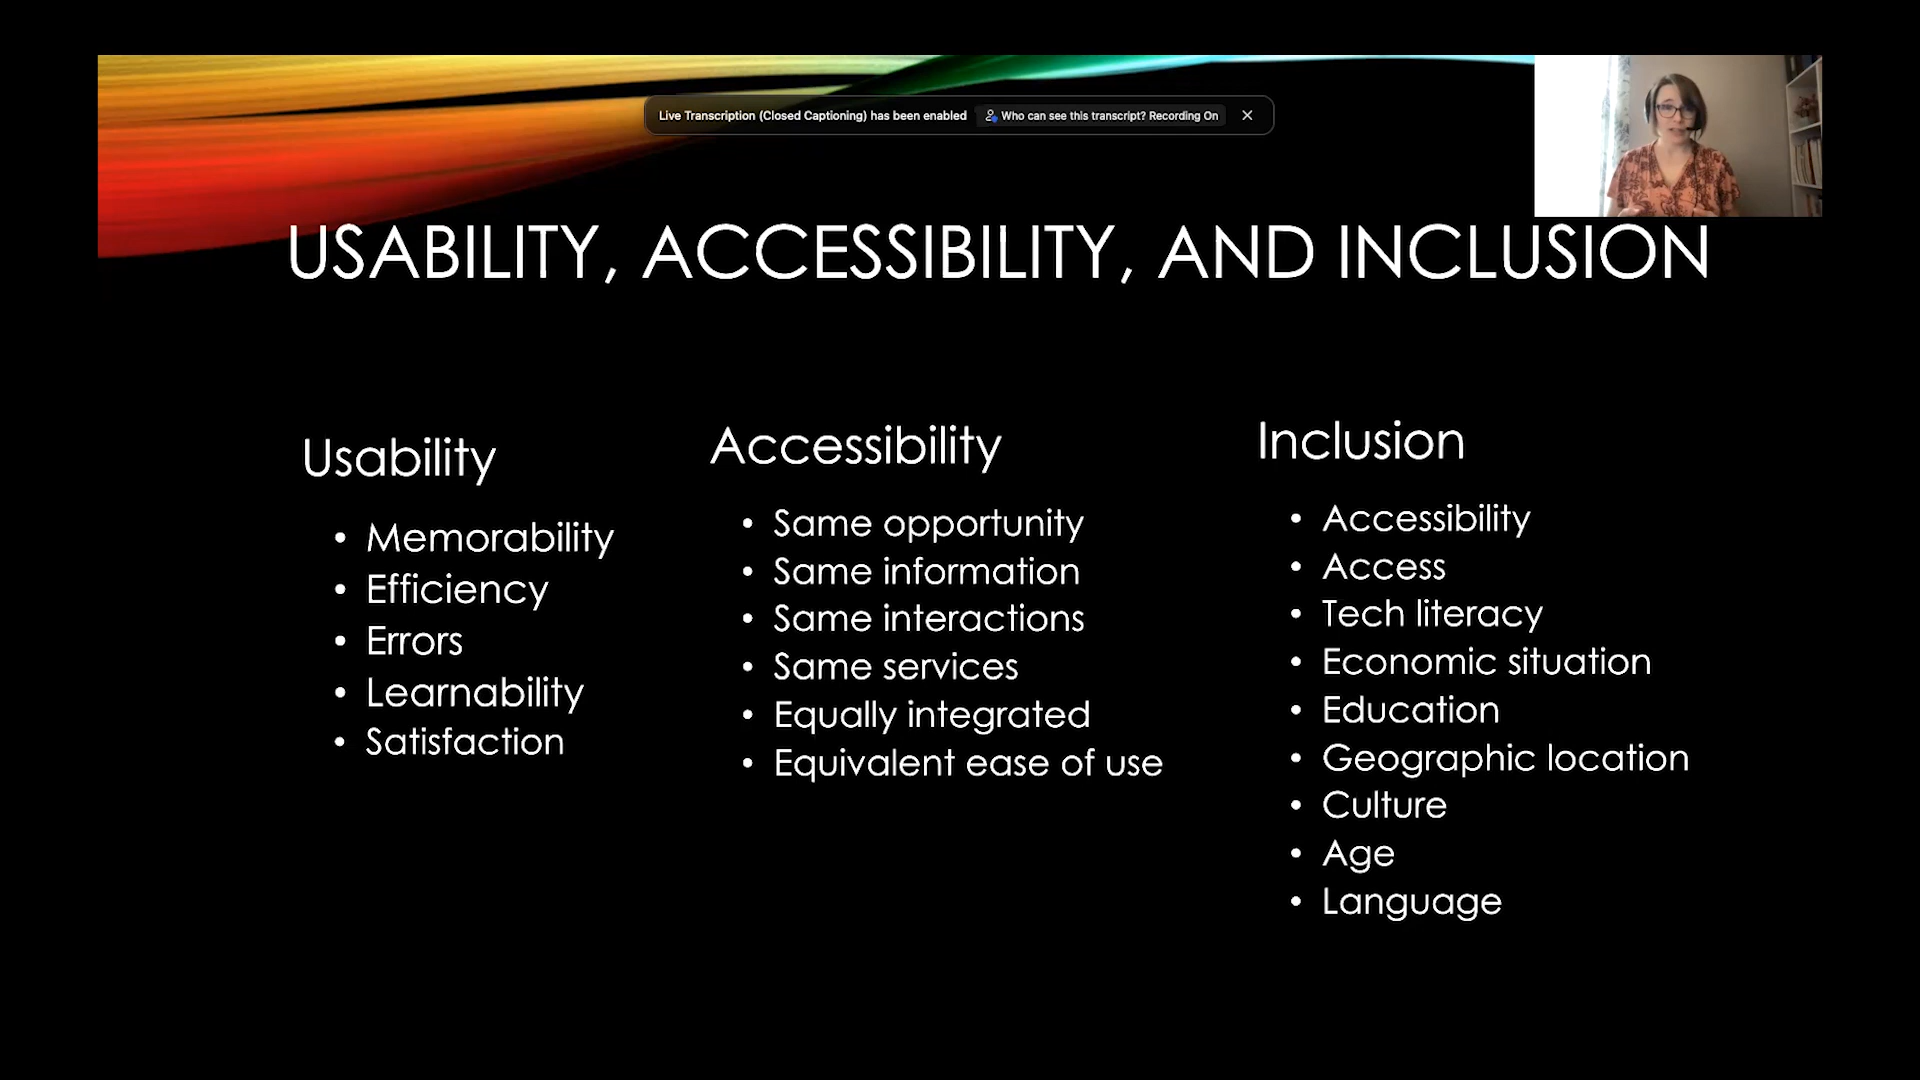 Live Transcription (Closed Captioning) has been enabled
Who can see this transcript? Recording On
USABILITY, ACCESSIBILITY, AND INCLUSION
Usability
• Memorability
• Efficiency
• Errors
• Learnability
• Satisfaction
Accessibility
• Same opportunity
• Same information
• Same interactions
• Same services
• Equally integrated
• Equivalent ease of use
Inclusion
• Accessibility
• Access
• Tech literacy
• Economic situation
• Education
• Geographic location
• Culture
• Age
• Language